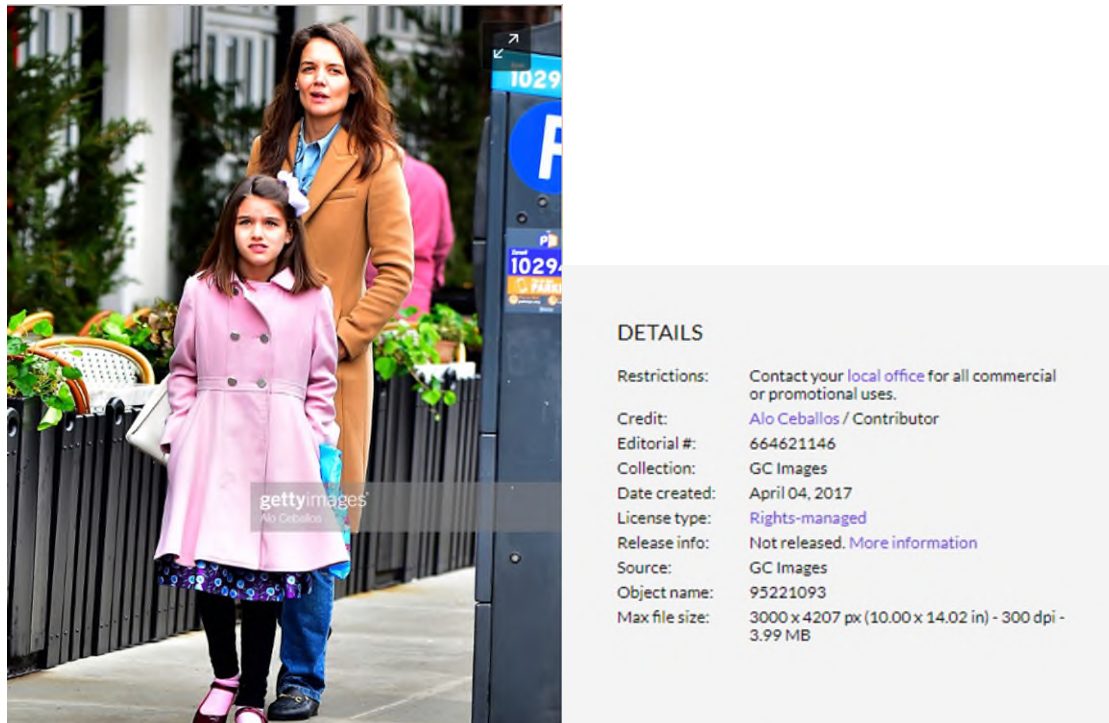 1029
P
1029
gettyimages®
Alo Ceballos
DETAILS
Restrictions: Contact your local office for all commercial
or promotional uses.
Credit: Alo Ceballos / Contributor
Editorial #: 664621146
Collection: GC Images
Date created: April 04, 2017
License type: Rights-managed
Release info: Not released. More information
Source: GC Images
Object name: 95221093
Max file size: 3000 x 4207 px (10.00 x 14.02 in) - 300 dpi -
3.99 MB